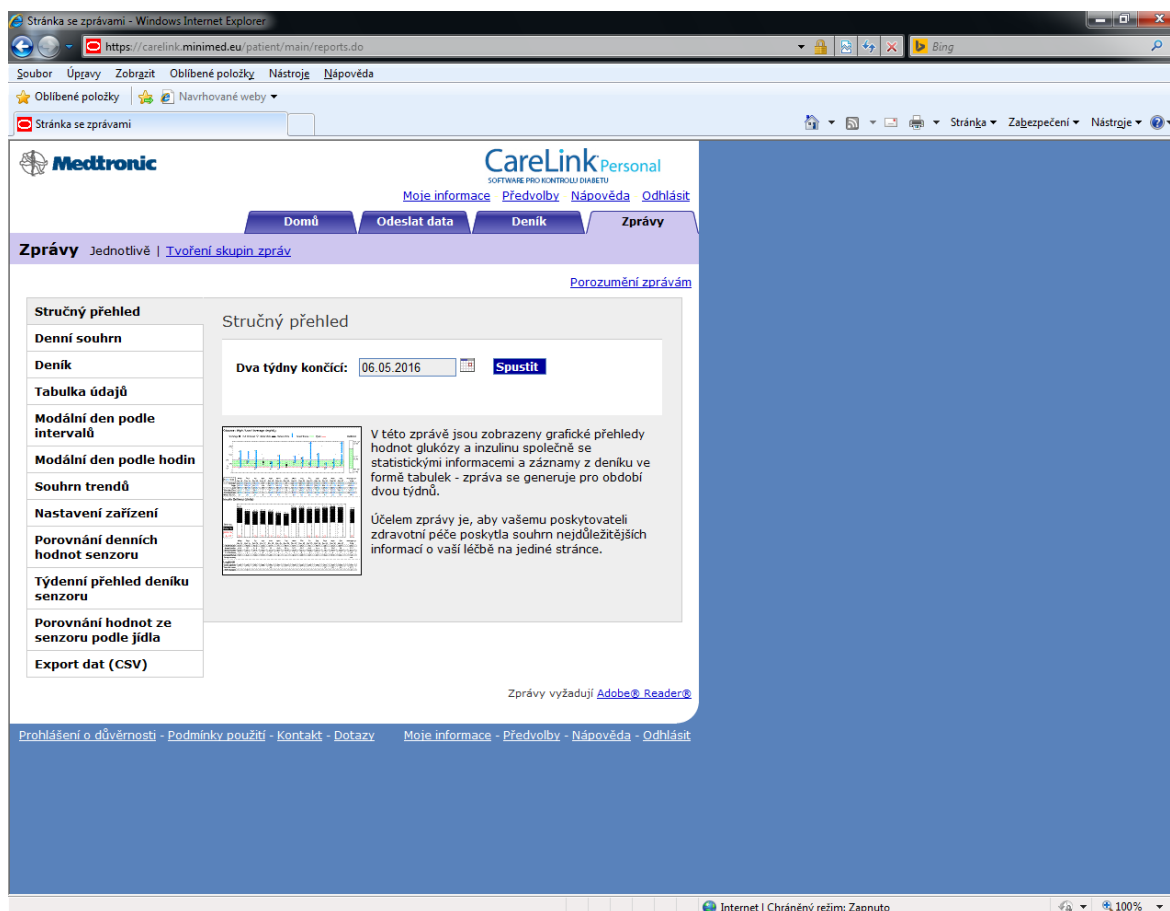 Stránka se zprávami - Windows Internet Explorer
https://carelink.minimed.eu/patient/main/reports.do
Bing
Soubor Úpravy Zobrazit Oblíbené položky Nástroje Nápověda
Oblíbené položky Navrhované weby
Stránka se zprávami
Stránka Zabezpečení Nástroje
Medtronic
CareLink Personal
SOFTWARE PRO KONTROLU DIABETU
Moje informace - Předvolby Nápověda - Odhlásit
Domů Odeslat data Deník Zprávy
Zprávy Jednotlivě | Tvoření skupin zpráv
Porozumění zprávám
Stručný přehled
Denní souhrn
Deník
Tabulka údajů
Modální den podle
intervalů
Modální den podle hodin
Souhrn trendů
Nastavení zařízení
Porovnání denních
hodnot senzoru
Týdenní přehled deníku
senzoru
Porovnání hodnot ze
senzoru podle jídla
Export dat (CSV)
Stručný přehled
Dva týdny končící: 06.05.2016 Spustit
V této zprávě jsou zobrazeny grafické přehledy
hodnot glukózy a inzulinu společně se
statistickými informacemi a záznamy z deníku ve
formě tabulek - zpráva se generuje pro období
dvou týdnů.
Účelem zprávy je, aby vašemu poskytovateli
zdravotní péče poskytla souhrn nejdůležitějších
informací o vaší léčbě na jediné stránce.
Zprávy vyžadují Adobe® Reader®
Prohlášení o důvěrnosti - Podmínky použití - Kontakt - Dotazy Moje informace - Předvolby - Nápověda - Odhlásit
Internet | Chráněný režim: Zapnuto
100%